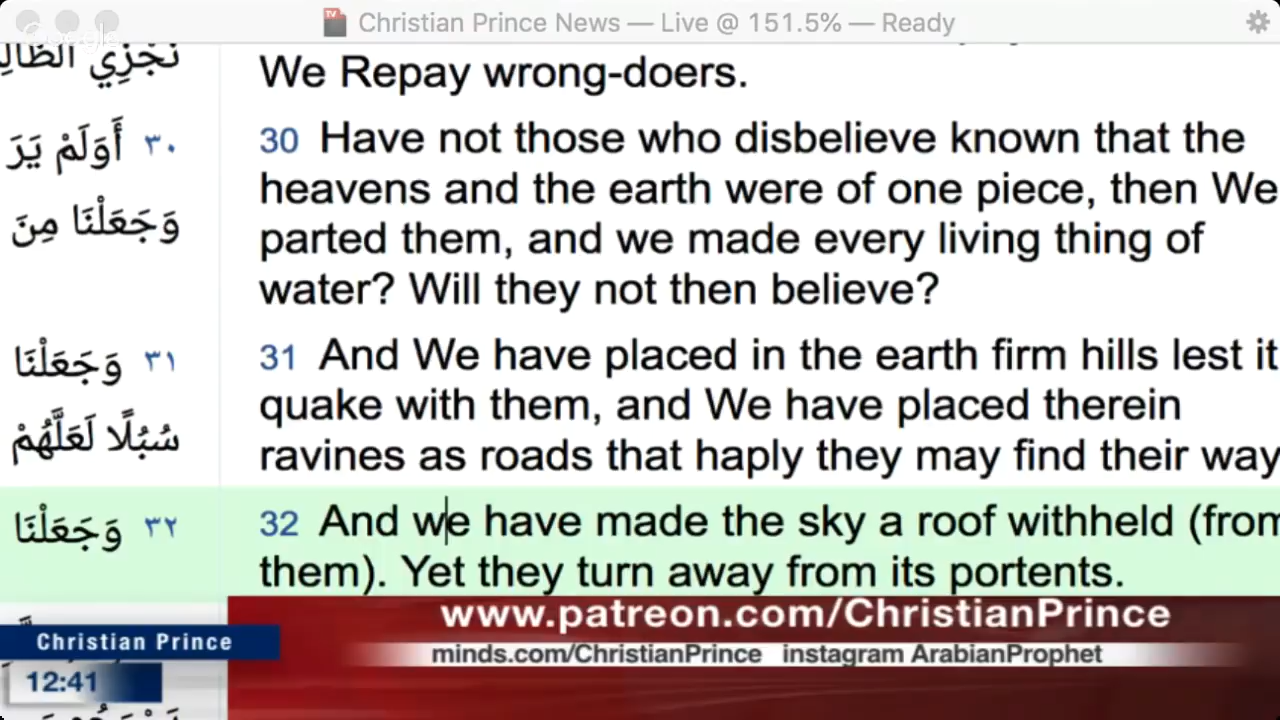 Christian Prince News — Live @ 151.5% — Ready
Google
نَجْزِي
We Repay wrong-doers.
٣٠ أَوَلَمْ يَرَ
30 Have not those who disbelieve known that the
heavens and the earth were of one piece, then We
وَجَعَلْنَا مِنَ
parted them, and we made every living thing of
water? Will they not then believe?
٣١ وَجَعَلْنَا
31 And We have placed in the earth firm hills lest it
quake with them, and We have placed therein
سُبُلًا لَعَلَّهُمْ
ravines as roads that haply they may find their way
٣٢ وَجَعَلْنَا
32 And we have made the sky a roof withheld (from
them). Yet they turn away from its portents.
www.patreon.com/ChristianPrince
Christian Prince
minds.com/ChristianPrince instagram ArabianProphet
12:41